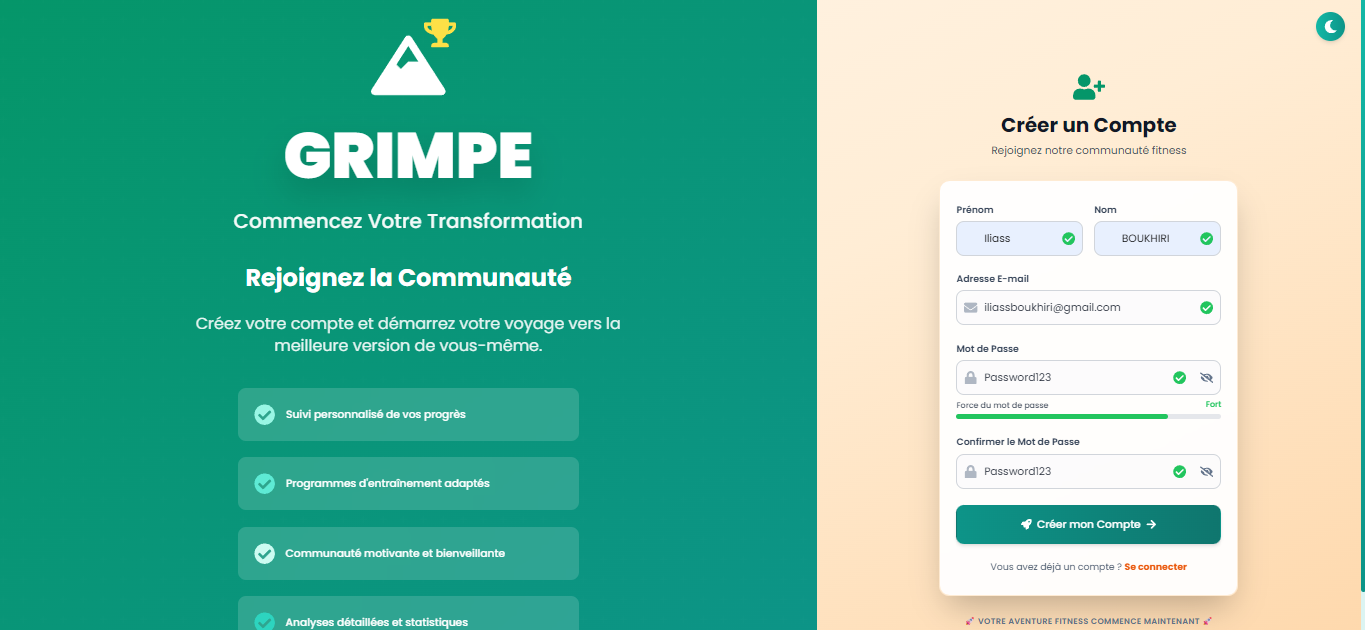 GRIMPE
Commencez Votre Transformation
Rejoignez la Communauté
Créez votre compte et démarrez votre voyage vers la
meilleure version de vous-même.
Suivi personnalisé de vos progrès
Programmes d'entraînement adaptés
Communauté motivante et bienveillante
Analyses détaillées et statistiques
Créer un Compte
Rejoignez notre communauté fitness
Prénom Nom
Iliass BOUKHIRI
Adresse E-mail
iliassboukhiri@gmail.com
Mot de Passe
Password123
Force du mot de passe Fort
Confirmer le Mot de Passe
Password123
Créer mon Compte
Vous avez déjà un compte ? Se connecter
VOTRE AVENTURE FITNESS COMMENCE MAINTENANT